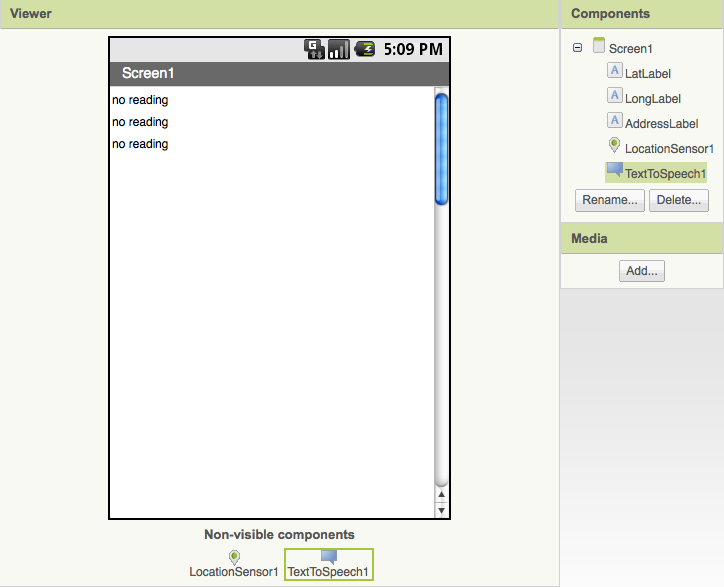 Viewer
5:09 PM
Screen1
no reading
no reading
no reading
Non-visible components
LocationSensor1
TextToSpeech1
Components
Screen1
A LatLabel
A LongLabel
A AddressLabel
LocationSensor1
TextToSpeech1
Rename... Delete...
Media
Add...